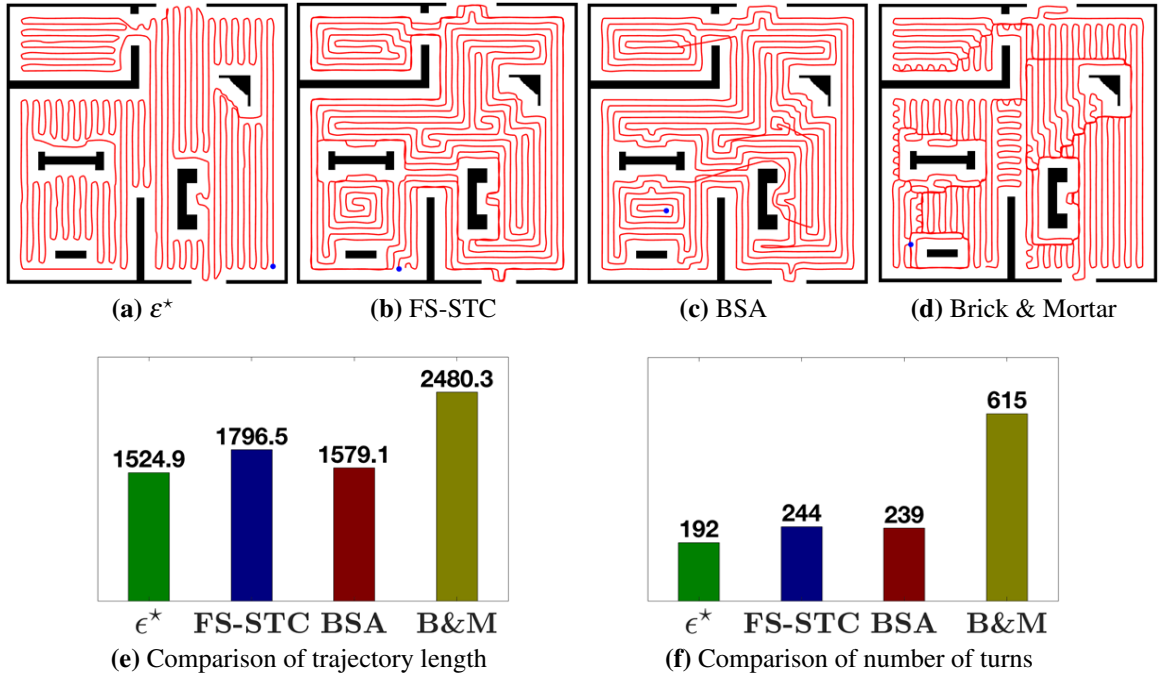 (a) ε⋆
(b) FS-STC
(c) BSA
(d) Brick & Mortar
1524.9
1796.5
1579.1
2480.3
ϵ⋆ FS-STC BSA B&M
(e) Comparison of trajectory length
192
244
239
615
ϵ⋆ FS-STC BSA B&M
(f) Comparison of number of turns